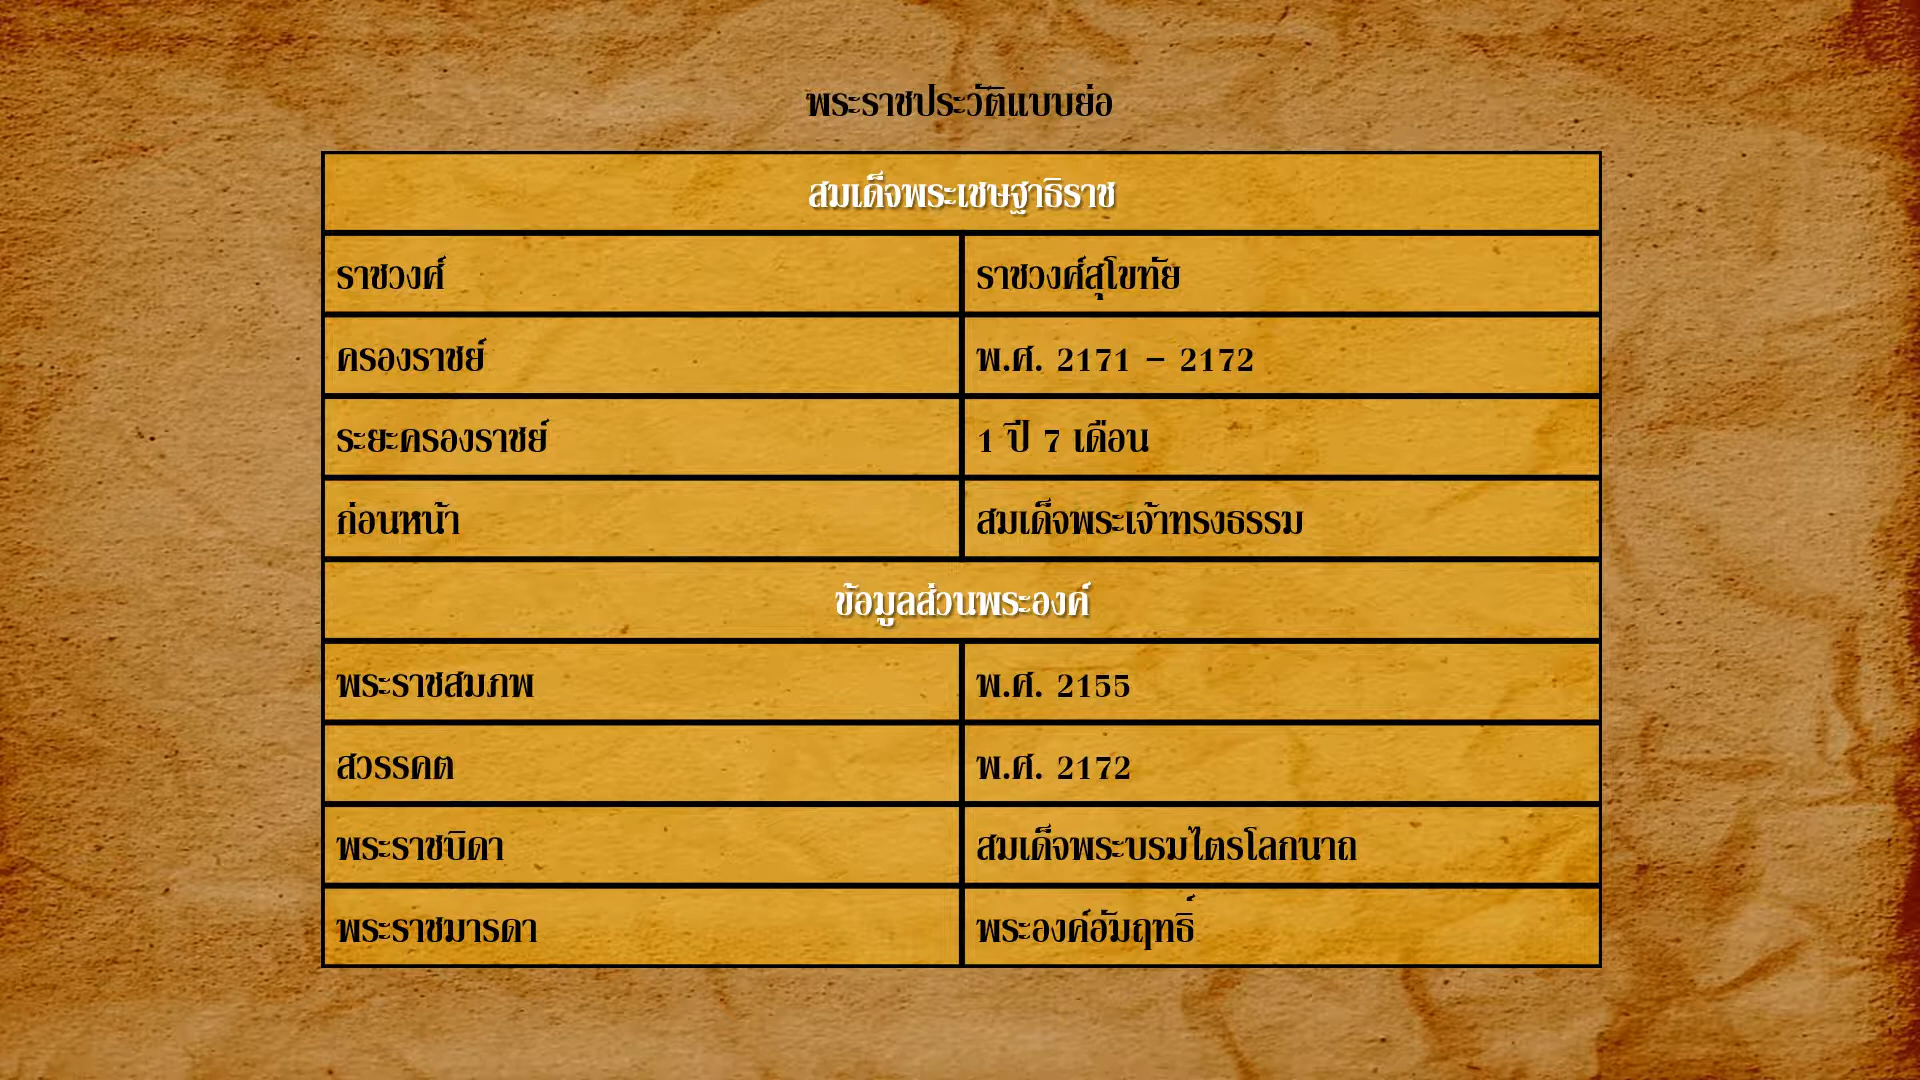 พระราชประวัติแบบย่อ
สมเด็จพระเชษฐาธิราช
ราชวงศ์ ราชวงศ์สุโขทัย
ครองราชย์ พ.ศ. 2171 – 2172
ระยะครองราชย์ 1 ปี 7 เดือน
ก่อนหน้า สมเด็จพระเจ้าทรงธรรม
ข้อมูลส่วนพระองค์
พระราชสมภพ พ.ศ. 2155
สวรรคต พ.ศ. 2172
พระราชบิดา สมเด็จพระบรมไตรโลกนาถ
พระราชมารดา พระองค์อัมฤทธิ์